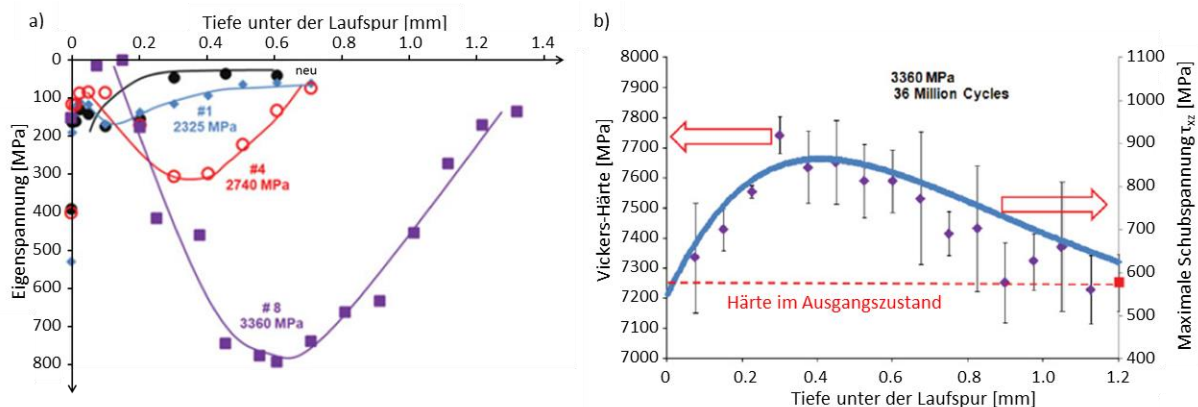 a)
Tiefe unter der Laufspur [mm]
0 0.2 0.4 0.6 0.8 1.0 1.2 1.4
0
100
200
300
400
500
600
700
800
Eigenspannung [MPa]
neu
#1
2325 MPa
#4
2740 MPa
# 8
3360 MPa
b)
8000
7900
7800
7700
7600
7500
7400
7300
7200
7100
7000
Vickers-Härte [MPa]
3360 MPa
36 Million Cycles
Härte im Ausgangszustand
1100
1000
900
800
700
600
500
400
Maximale Schubspannung τxz [MPa]
0 0.2 0.4 0.6 0.8 1.0 1.2
Tiefe unter der Laufspur [mm]